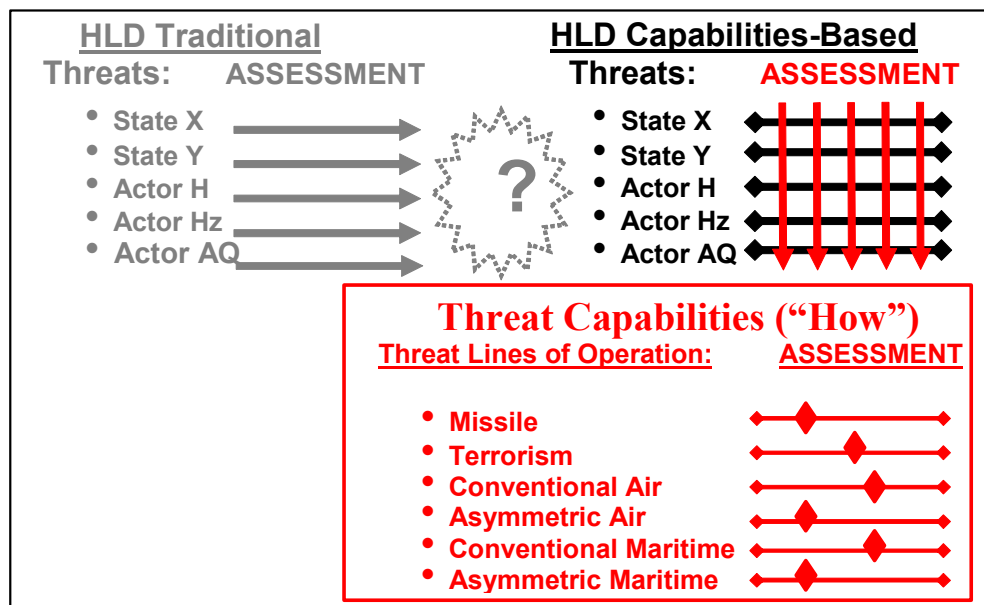 HLD Traditional
Threats: ASSESSMENT
• State X
• State Y
• Actor H
• Actor Hz
• Actor AQ
?
HLD Capabilities-Based
Threats: ASSESSMENT
• State X
• State Y
• Actor H
• Actor Hz
• Actor AQ
Threat Capabilities (“How”)
Threat Lines of Operation: ASSESSMENT
• Missile
• Terrorism
• Conventional Air
• Asymmetric Air
• Conventional Maritime
• Asymmetric Maritime